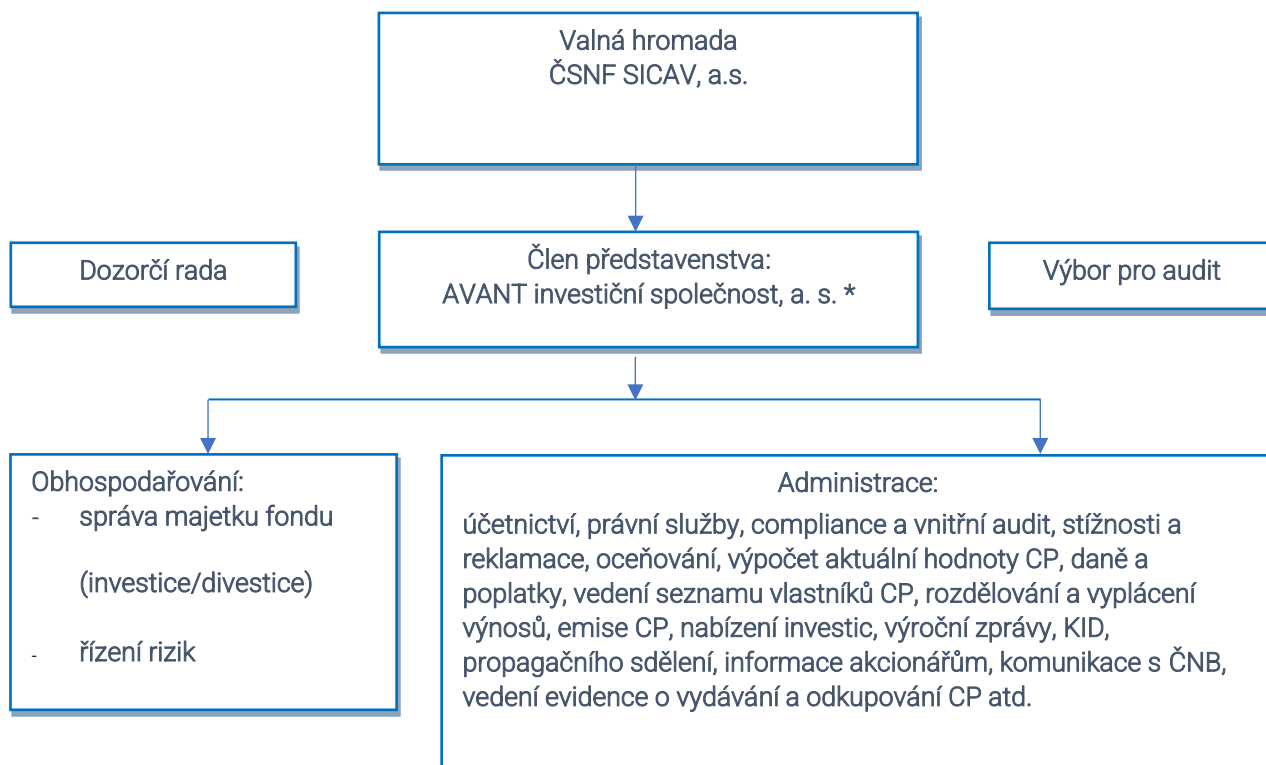 Valná hromada
ČSNF SICAV, a.s.
Dozorčí rada
Člen představenstva:
AVANT investiční společnost, a. s. *
Výbor pro audit
Obhospodařování:
- správa majetku fondu
(investice/divestice)
- řízení rizik
Administrace:
účetnictví, právní služby, compliance a vnitřní audit, stížnosti a
reklamace, oceňování, výpočet aktuální hodnoty CP, daně a
poplatky, vedení seznamu vlastníků CP, rozdělování a vyplácení
výnosů, emise CP, nabízení investic, výroční zprávy, KID,
propagačního sdělení, informace akcionářům, komunikace s ČNB,
vedení evidence o vydávání a odkupování CP atd.